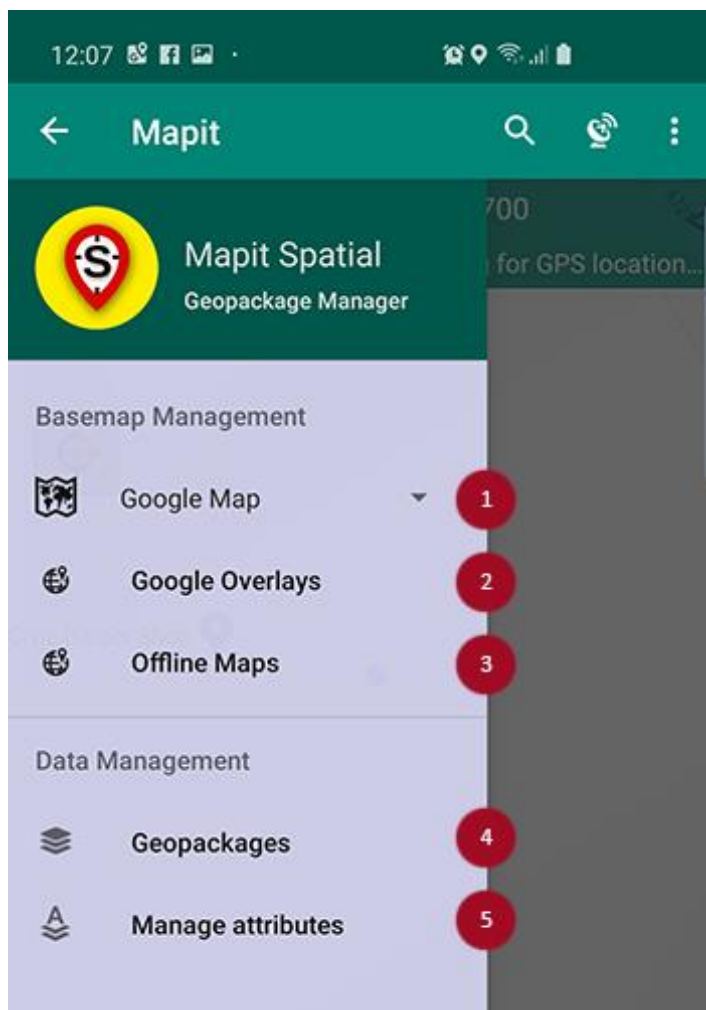 12:07
Mapit
Mapit Spatial
Geopackage Manager
700
for GPS location...
Basemap Management
Google Map
1
Google Overlays
2
Offline Maps
3
Data Management
Geopackages
4
Manage attributes
5